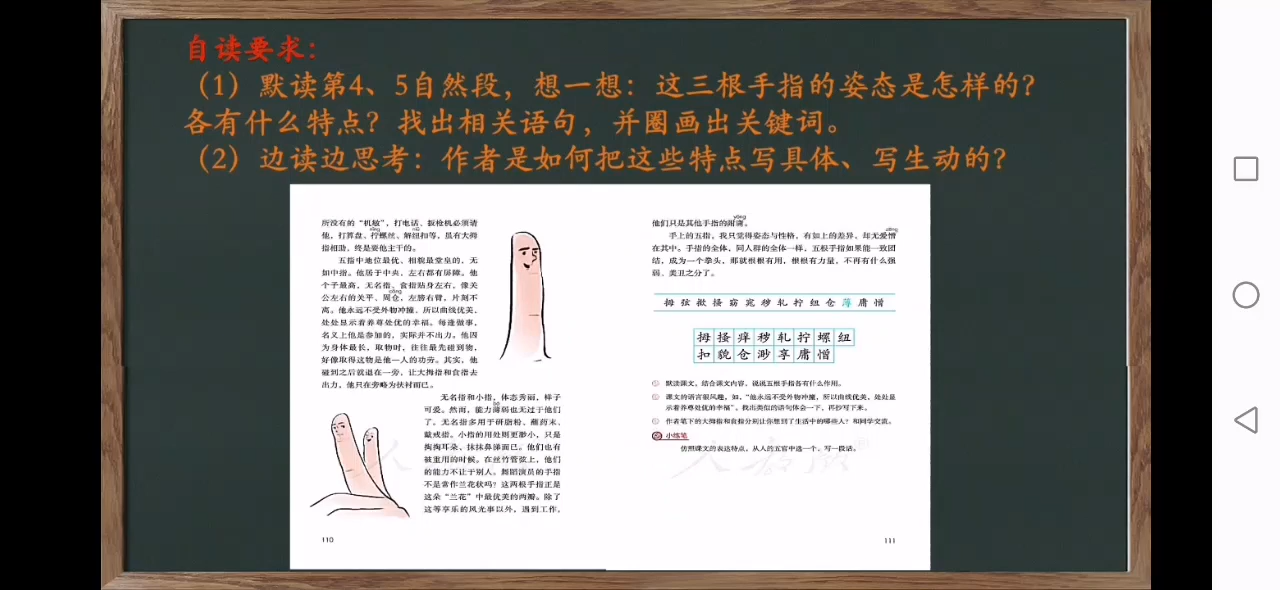 自读要求：
（1）默读第4、5自然段，想一想：这三根手指的姿态是怎样的？
各有什么特点？找出相关语句，并圈画出关键词。
（2）边读边思考：作者是如何把这些特点写具体、写生动的？
所没有的“机敏”，打电话、扳枪机必须请
他，打算盘、拧螺丝、解纽扣等，虽有大拇
指相助，终是要他主干的。
五指中地位最优、相貌最堂皇的，无
如中指。他居于中央，左右都有屏障。他
个子最高，无名指、食指贴身左右，像关
cāng
公左右的关平、周仓，左膀右臂，片刻不
离。他永远不受外物冲撞，所以曲线优美，
处处显示着养尊处优的幸福。每逢做事，
名义上他是参加的，实际并不出力。他因
为身体最长，取物时，往往最先碰到物，
好像取得这物是他一人的功劳。其实，他
碰到之后就退在一旁，让大拇指和食指去
出力，他只在旁略为扶衬而已。
无名指和小指，体态秀丽，样子
bó
可爱。然而，能力薄弱也无过于他们
了。无名指多用于研脂粉、蘸药末、
戴戒指。小指的用处则更渺小，只是
掏掏耳朵、抹抹鼻涕而已。他们也有
被重用的时候。在丝竹管弦上，他们
的能力不让于别人。舞蹈演员的手指
不是常作兰花状吗？这两根手指正是
这朵“兰花”中最优美的两瓣。除了
这等享乐的风光事以外，遇到工作，
110
yōng
他们只是其他手指的附庸。
zēng
手上的五指，我只觉得姿态与性格，有如上的差异，却无爱憎
在其中。手指的全体，同人群的全体一样，五根手指如果能一致团
结，成为一个拳头，那就根根有用，根根有力量，不再有什么强
弱、美丑之分了。
拇 弦 揿 搔 窈 窕 秽 轧 拧 纽 仓 薄 庸 憎
拇搔痒秽轧拧螺纽
扣貌仓渺享庸憎
默读课文，结合课文内容，说说五根手指各有什么作用。
课文的语言很风趣，如，“他永远不受外物冲撞，所以曲线优美，处处显
示着养尊处优的幸福”。找出类似的语句体会一下，再抄写下来。
作者笔下的大拇指和食指分别让你想到了生活中的哪些人？和同学交流。
小练笔
仿照课文的表达特点，从人的五官中选一个，写一段话。
111